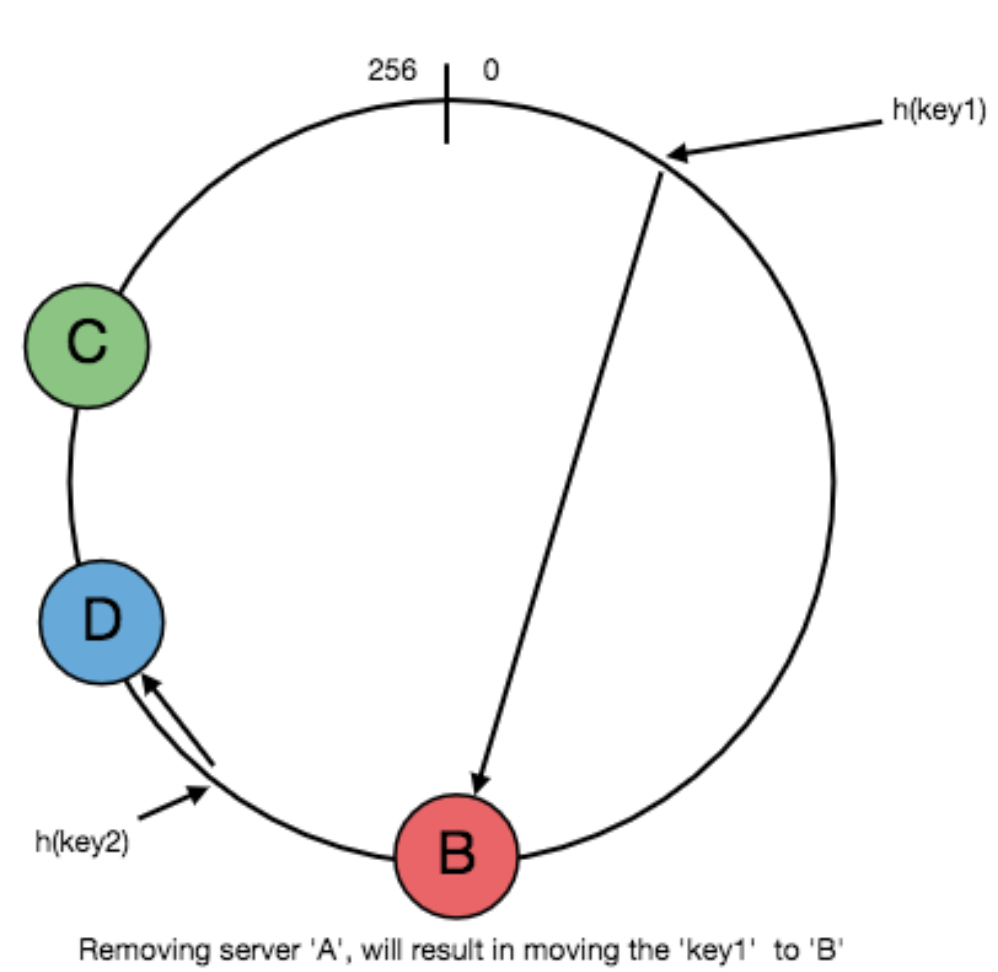 256 0
h(key1)
C
D
h(key2)
B
Removing server 'A', will result in moving the 'key1' to 'B'